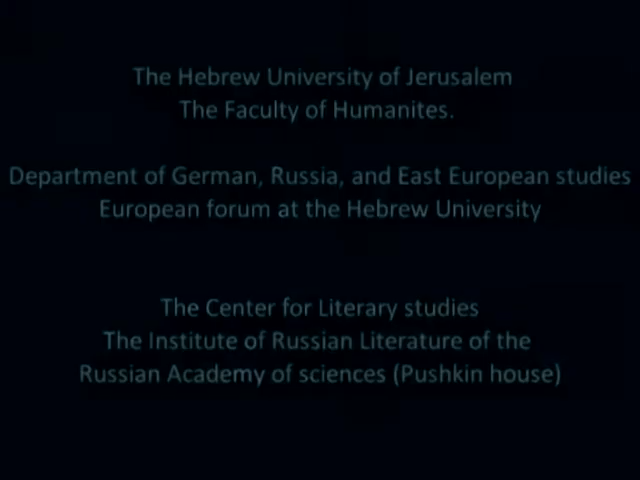 The Hebrew University of Jerusalem
The Faculty of Humanites.
Department of German, Russia, and East European studies
European forum at the Hebrew University
The Center for Literary studies
The Institute of Russian Literature of the
Russian Academy of sciences (Pushkin house)